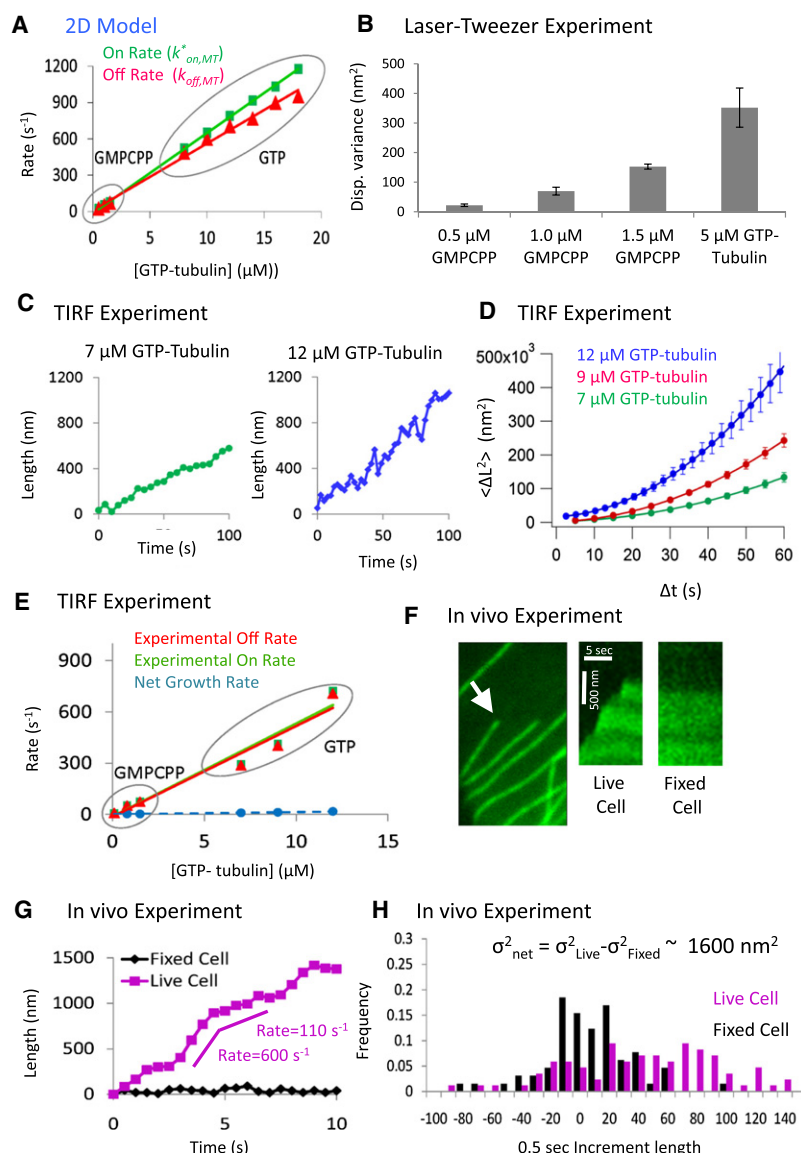 A
2D Model
On Rate (k*on,MT)
Off Rate (koff,MT)
Rate (s-1)
1200
900
600
300
0
GMPCPP
GTP
0 5 10 15 20
[GTP-tubulin] (μM))
B
Laser-Tweezer Experiment
Disp. variance (nm2)
500
400
300
200
100
0
0.5 μM 1.0 μM 1.5 μM 5 μM GTP-
GMPCPP GMPCPP GMPCPP Tubulin
C
TIRF Experiment
7 μM GTP-Tubulin
Length (nm)
1200
800
400
0
0 100
Time (s)
12 μM GTP-Tubulin
Length (nm)
1200
800
400
0
0 50 100
Time (s)
D
TIRF Experiment
500x103
400
300
200
100
0
<ΔL2> (nm2)
12 μM GTP-tubulin
9 μM GTP-tubulin
7 μM GTP-tubulin
0 10 20 30 40 50 60
Δt (s)
E
TIRF Experiment
Experimental Off Rate
Experimental On Rate
Net Growth Rate
Rate (s-1)
900
600
300
0
GMPCPP
GTP
0 5 10 15
[GTP- tubulin] (μM)
F
In vivo Experiment
5 sec
500 nm
Live Fixed
Cell Cell
G
In vivo Experiment
Length (nm)
1500
1000
500
0
Fixed Cell
Live Cell
Rate=110 s-1
Rate=600 s-1
0 5 10
Time (s)
H
In vivo Experiment
σ2net = σ2Live-σ2Fixed ~ 1600 nm2
Frequency
0.3
0.25
0.2
0.15
0.1
0.05
0
Live Cell
Fixed Cell
-100 -80 -60 -40 -20 0 20 40 60 80 100 120 140
0.5 sec Increment length